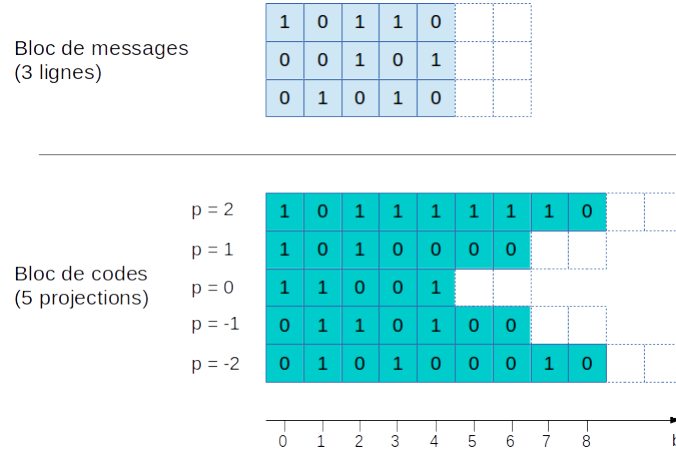 Bloc de messages
(3 lignes)
1 0 1 1 0
0 0 1 0 1
0 1 0 1 0
Bloc de codes
(5 projections)
p = 2 1 0 1 1 1 1 1 1 0
p = 1 1 0 1 0 0 0 0
p = 0 1 1 0 0 1
p = -1 0 1 1 0 1 0 0
p = -2 0 1 0 1 0 0 0 1 0
0 1 2 3 4 5 6 7 8